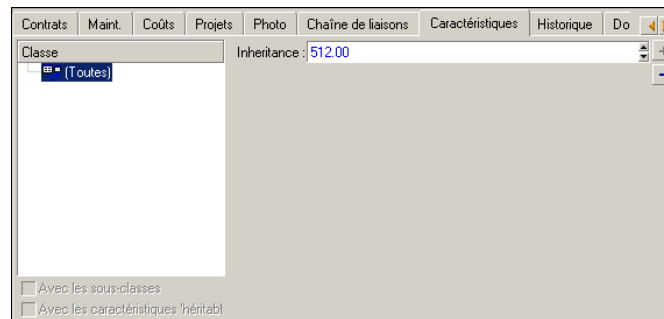 Contrats Maint. Coûts Projets Photo Chaîne de liaisons Caractéristiques Historique Do
Classe Inheritance : 512.00
(Toutes)
Avec les sous-classes
Avec les caractéristiques 'héritabl